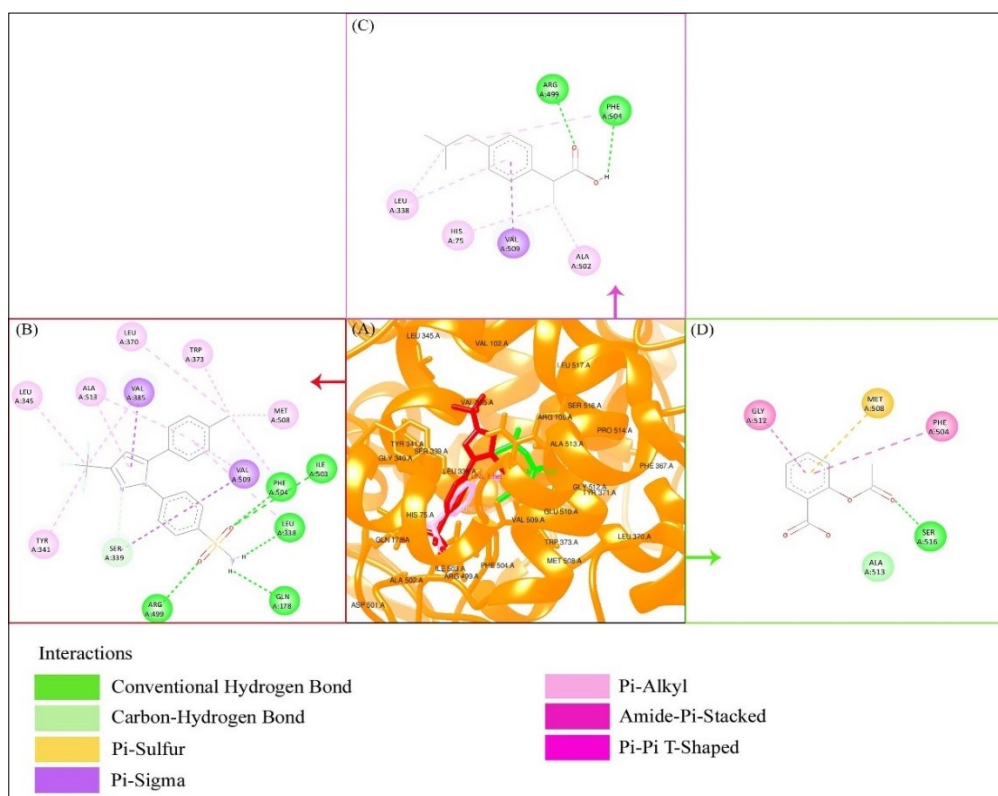 (C)
ARG
A:499
PHE
A:504
LEU
A:338
HIS
A:75
VAL
A:509
ALA
A:502
(B)
LEU
A:370
TRP
A:373
LEU
A:345
ALA
A:513
VAL
A:385
MET
A:508
VAL
A:509
ILE
A:503
PHE
A:504
LEU
A:338
TYR
A:341
SER
A:339
GLN
A:178
ARG
A:499
(A)
LEU 345.A
VAL 102.A
LEU 517.A
SER 516.A
ARG 106.A
TYR 341.A
SER 339.A
ALA 513.A
PRO 514.A
GLY 340.A
PHE 367.A
GLY 512.A
TYR 371.A
GLU 510.A
HIS 75.A
VAL 509.A
LEU 370.A
GLN 178.A
TRP 373.A
PHE 504.A
MET 508.A
ILE 503.A
ARG 499.A
ALA 502.A
ASP 501.A
(D)
MET
A:508
GLY
A:512
PHE
A:504
SER
A:516
ALA
A:513
Interactions
Conventional Hydrogen Bond
Carbon-Hydrogen Bond
Pi-Sulfur
Pi-Sigma
Pi-Alkyl
Amide-Pi-Stacked
Pi-Pi T-Shaped